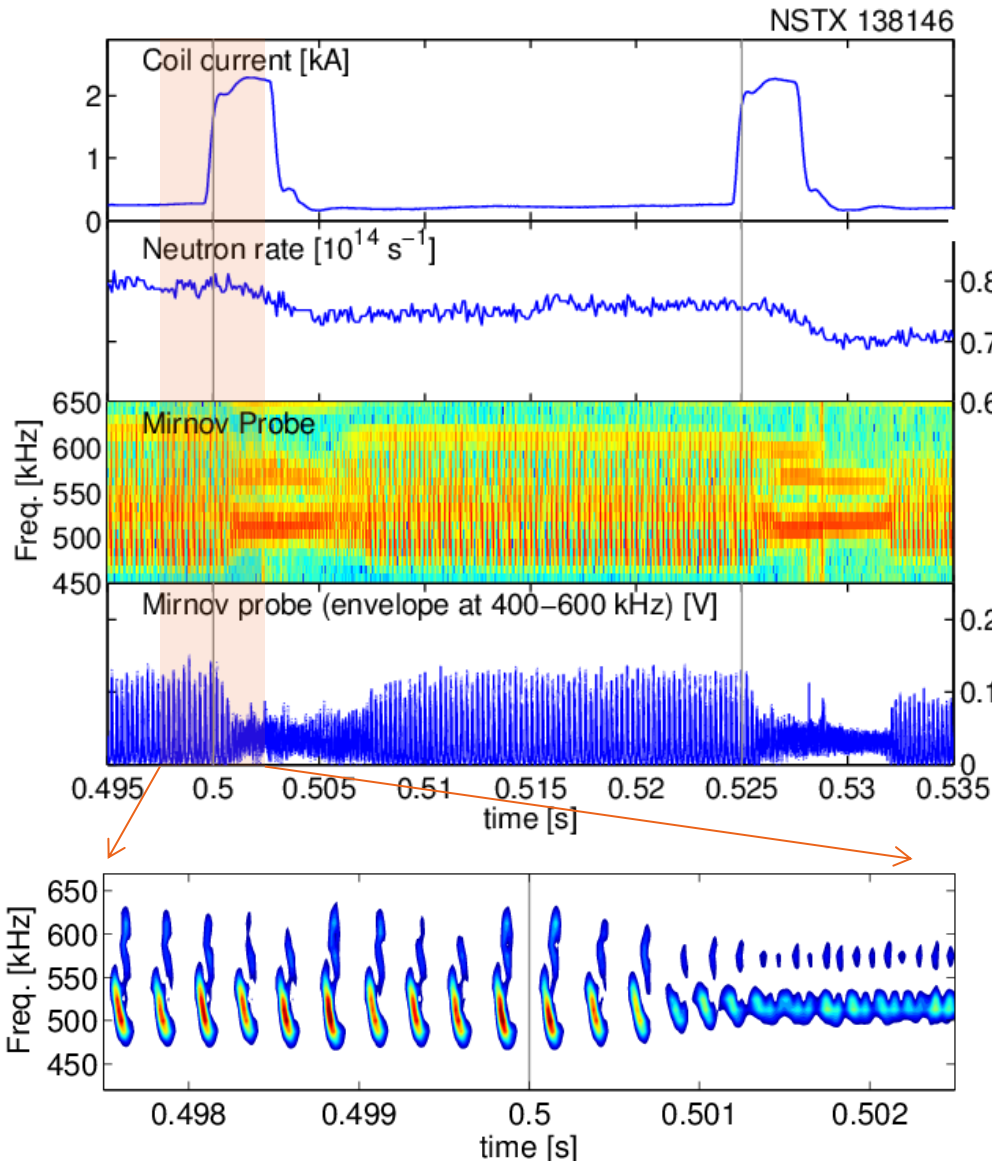 NSTX 138146
Coil current [kA]
2
1
0
Neutron rate [10^14 s^−1]
0.8
0.7
0.6
650
Mirnov Probe
600
550
500
450
Freq. [kHz]
Mirnov probe (envelope at 400−600 kHz) [V]
0.2
0.1
0
0.495 0.5 0.505 0.51 0.515 0.52 0.525 0.53 0.535
time [s]
650
600
550
500
450
Freq. [kHz]
0.498 0.499 0.5 0.501 0.502
time [s]